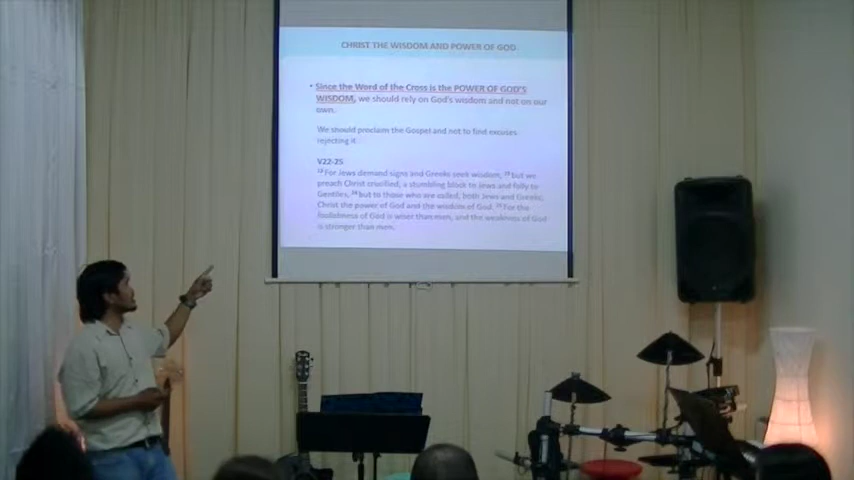 CHRIST THE WISDOM AND POWER OF GOD
• Since the Word of the Cross is the POWER OF GOD'S
WISDOM, we should rely on God's wisdom and not on our
own.
We should proclaim the Gospel and not to find excuses
rejecting it.
V22-25
22 For Jews demand signs and Greeks seek wisdom, 23 but we
preach Christ crucified, a stumbling block to Jews and folly to
Gentiles, 24 but to those who are called, both Jews and Greeks,
Christ the power of God and the wisdom of God. 25 For the
foolishness of God is wiser than men, and the weakness of God
is stronger than men.